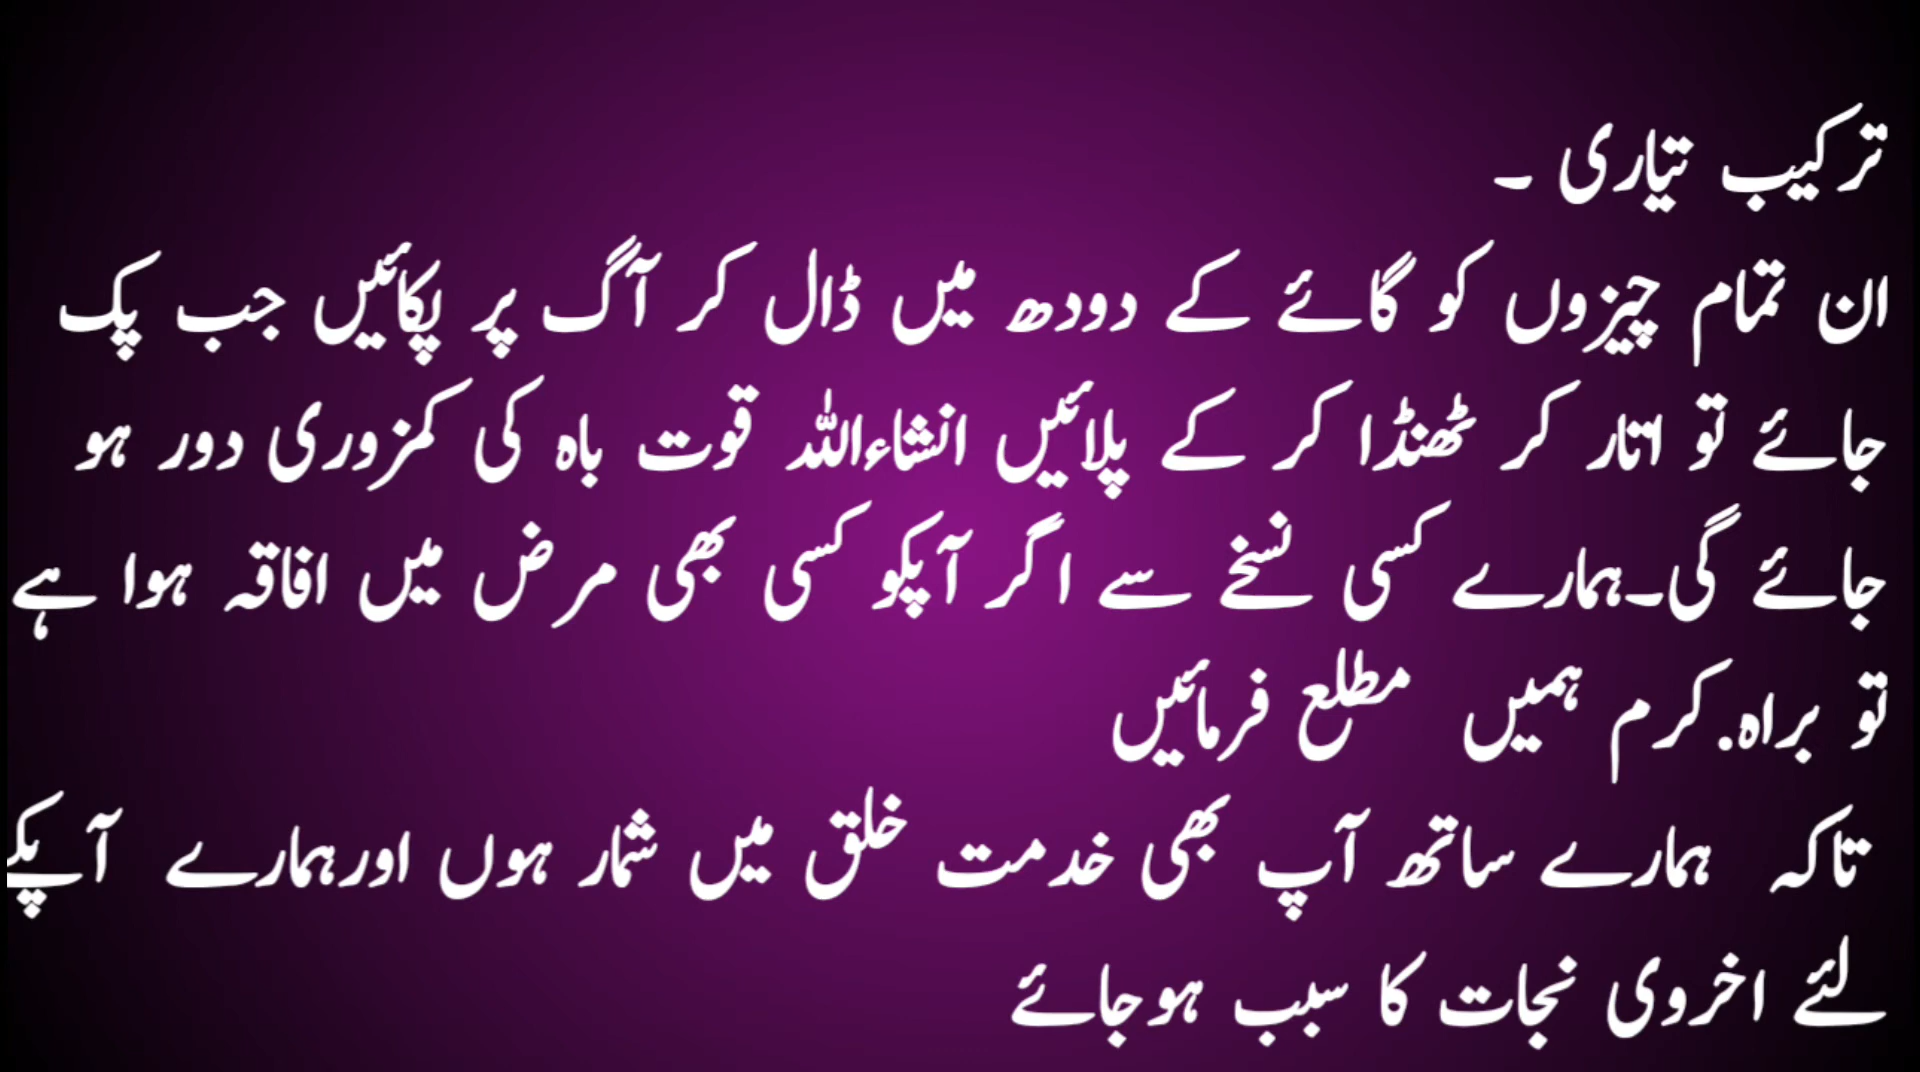 ترکیب تیاری ۔
ان تمام چیزوں کو گائے کے دودھ میں ڈال کر آگ پر پکائیں جب پک
جائے تو اتار کر ٹھنڈا کر کے پلائیں انشاءاللہ قوت باہ کی کمزوری دور ہو
جائے گی۔ہمارے کسی نسخے سے اگر آپکو کسی بھی مرض میں افاقہ ہوا ہے
تو براہ.کرم ہمیں مطلع فرمائیں
تاکہ ہمارے ساتھ آپ بھی خدمت خلق میں شمار ہوں اورہمارے آپکے
لئے اخروی نجات کا سبب ہوجائے